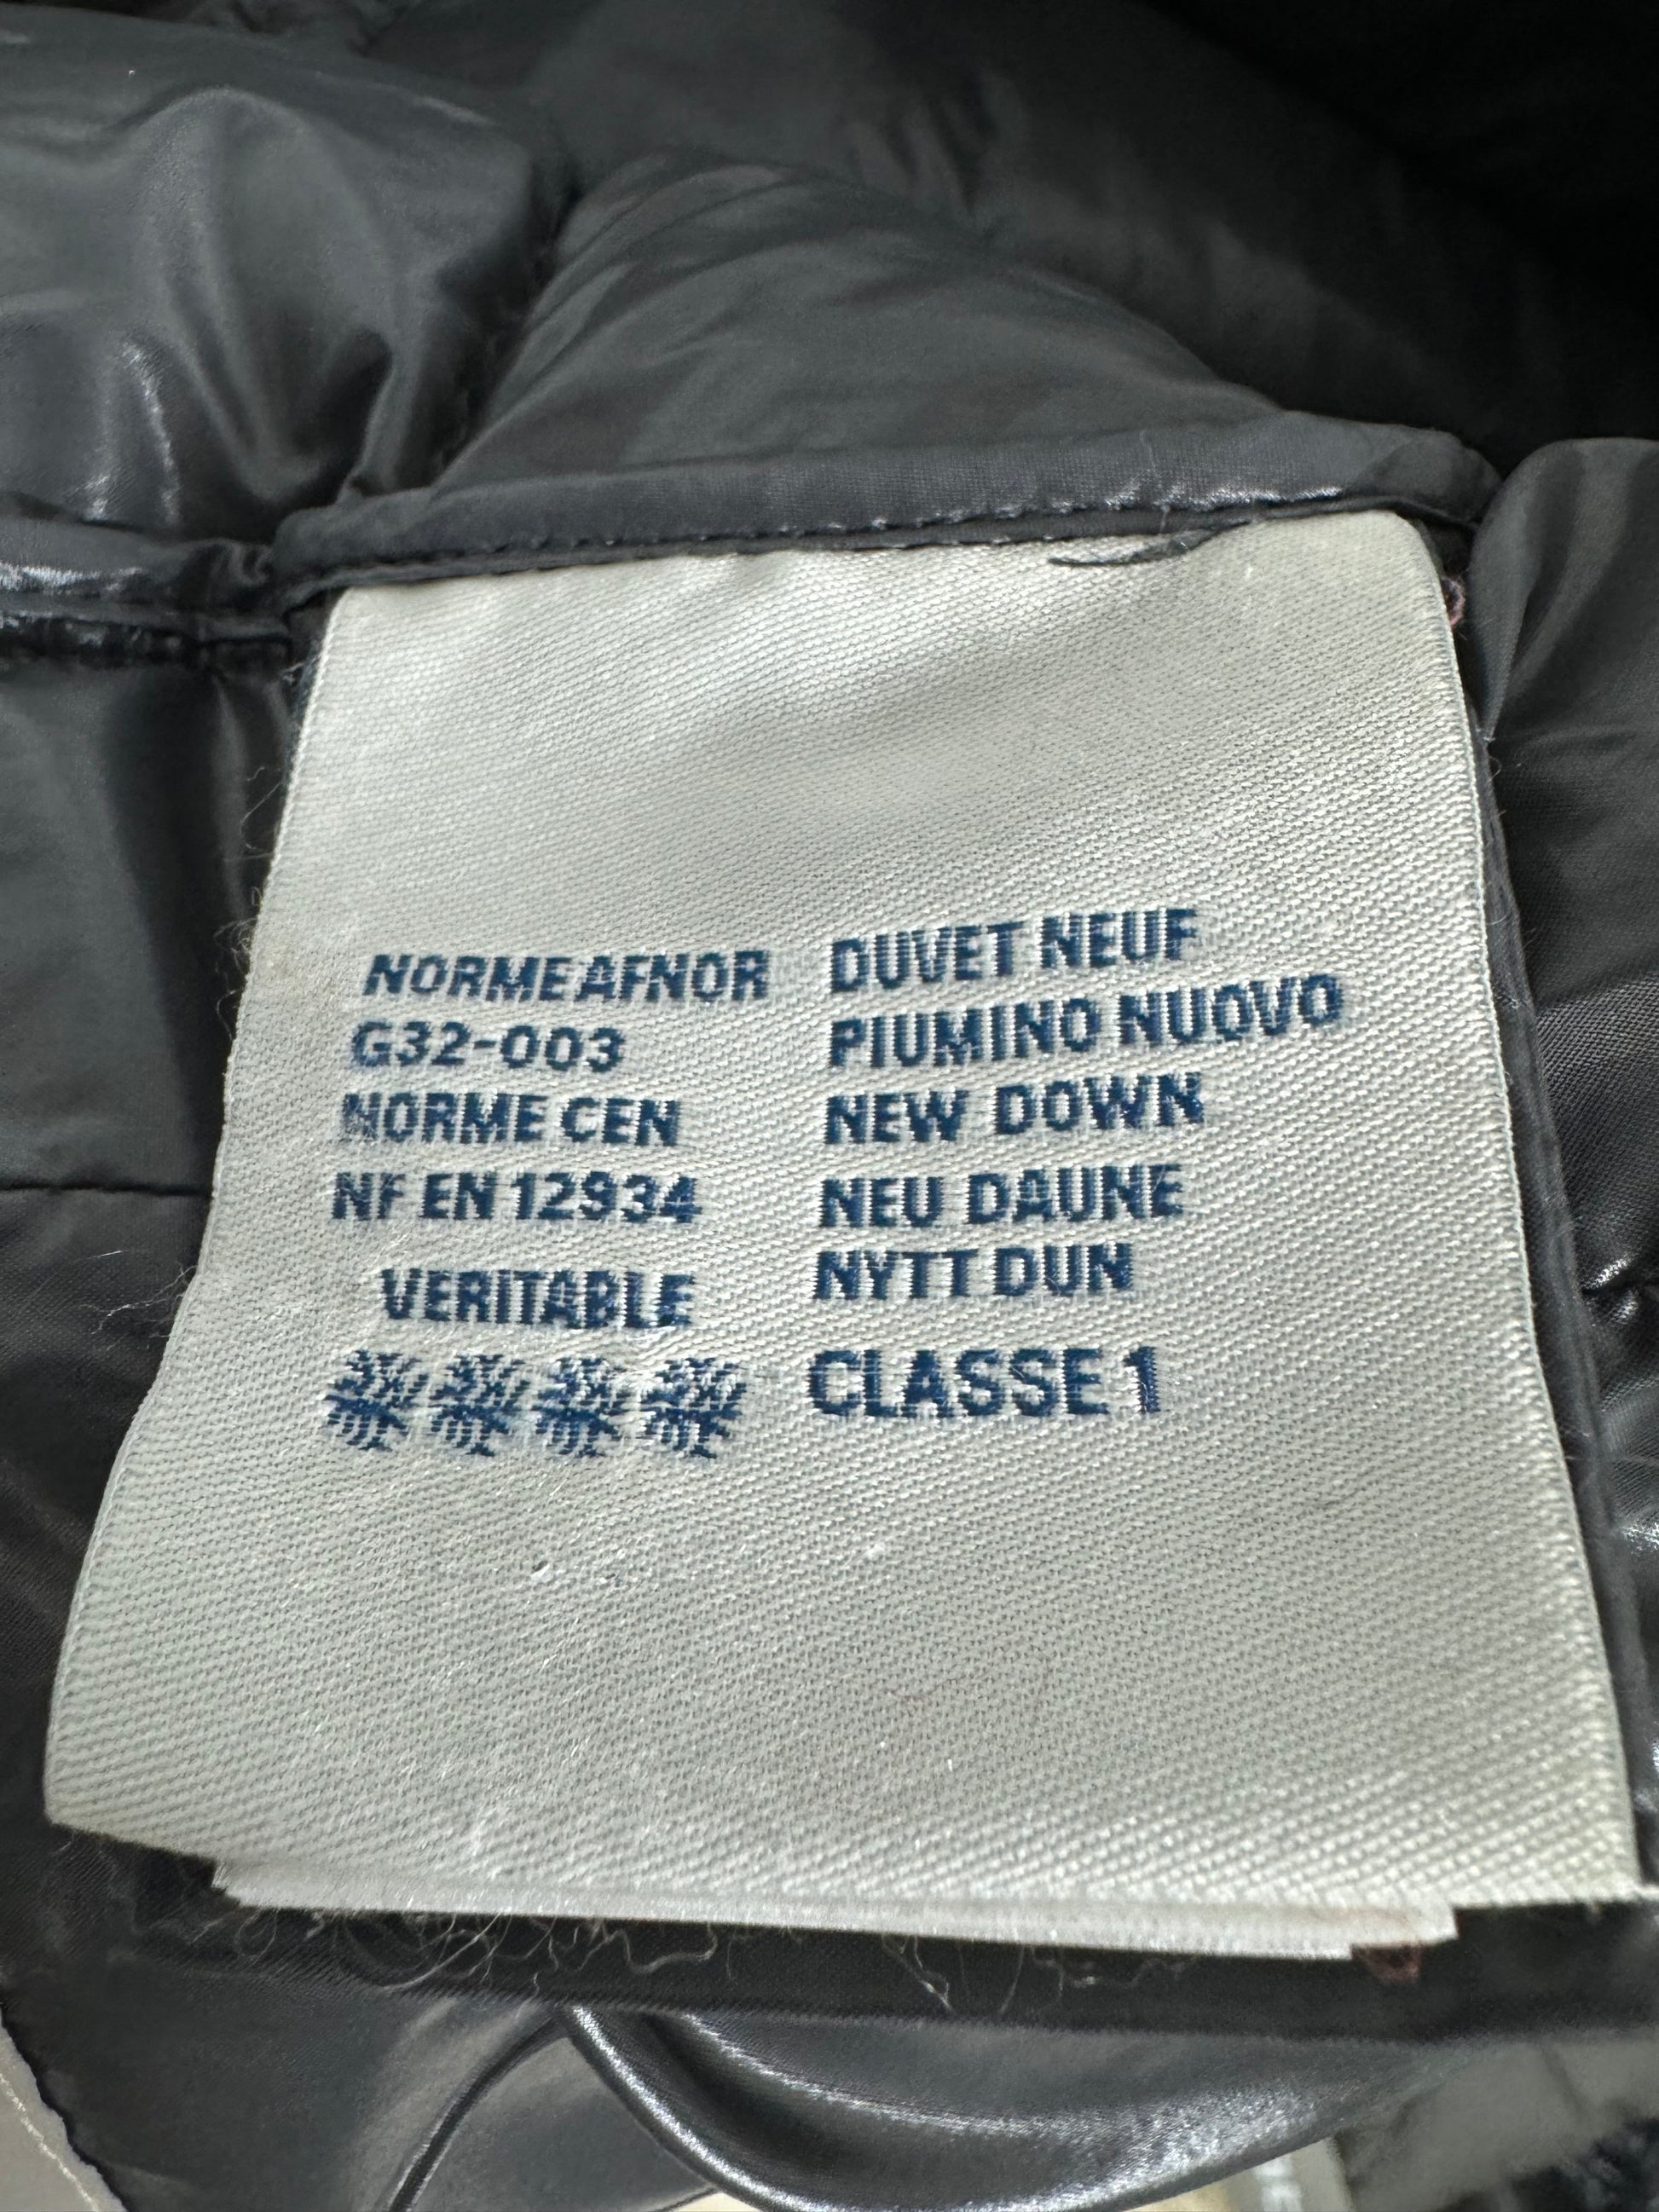 NORME AFNOR
G32-003
NORME CEN
NF EN 12934
VERITABLE
DUVET NEUF
PIUMINO NUOVO
NEW DOWN
NEU DAUNE
NYTT DUN
CLASSE 1